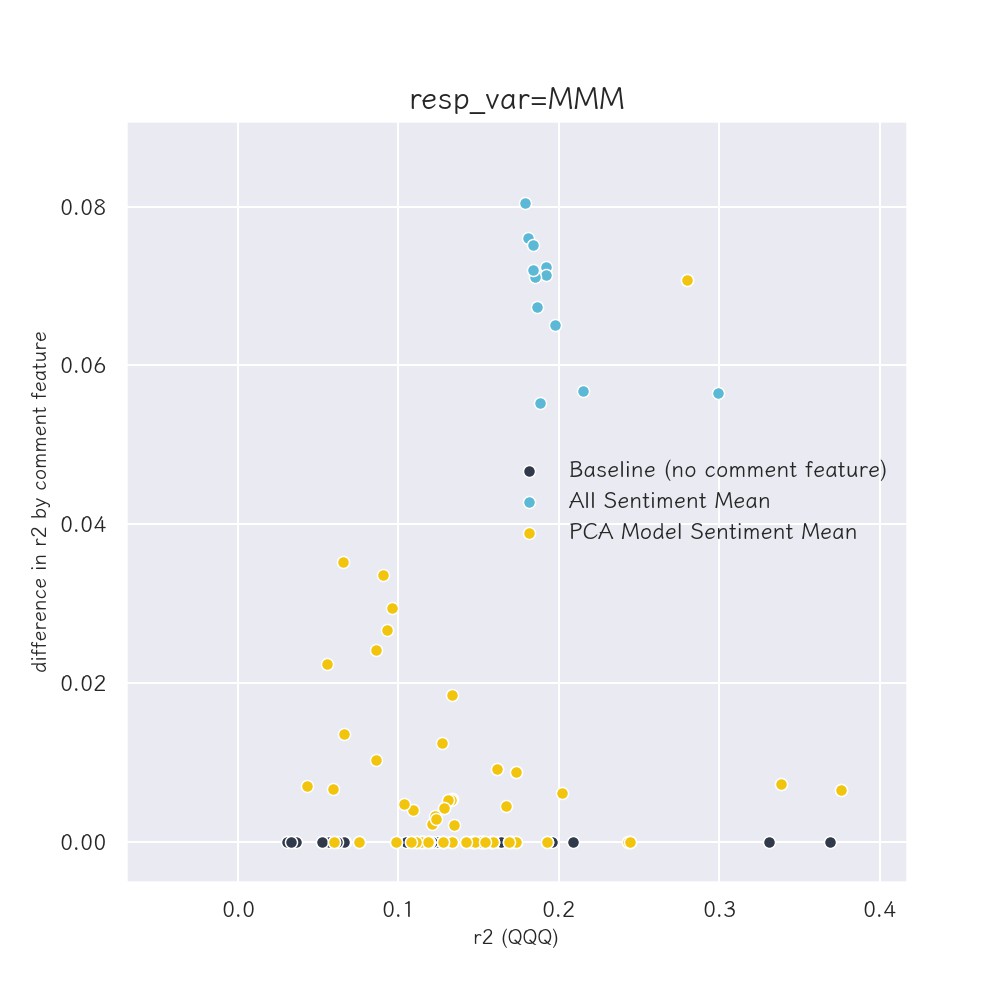 resp_var=MMM
0.08
0.06
0.04
0.02
0.00
difference in r2 by comment feature
Baseline (no comment feature)
All Sentiment Mean
PCA Model Sentiment Mean
0.0 0.1 0.2 0.3 0.4
r2 (QQQ)